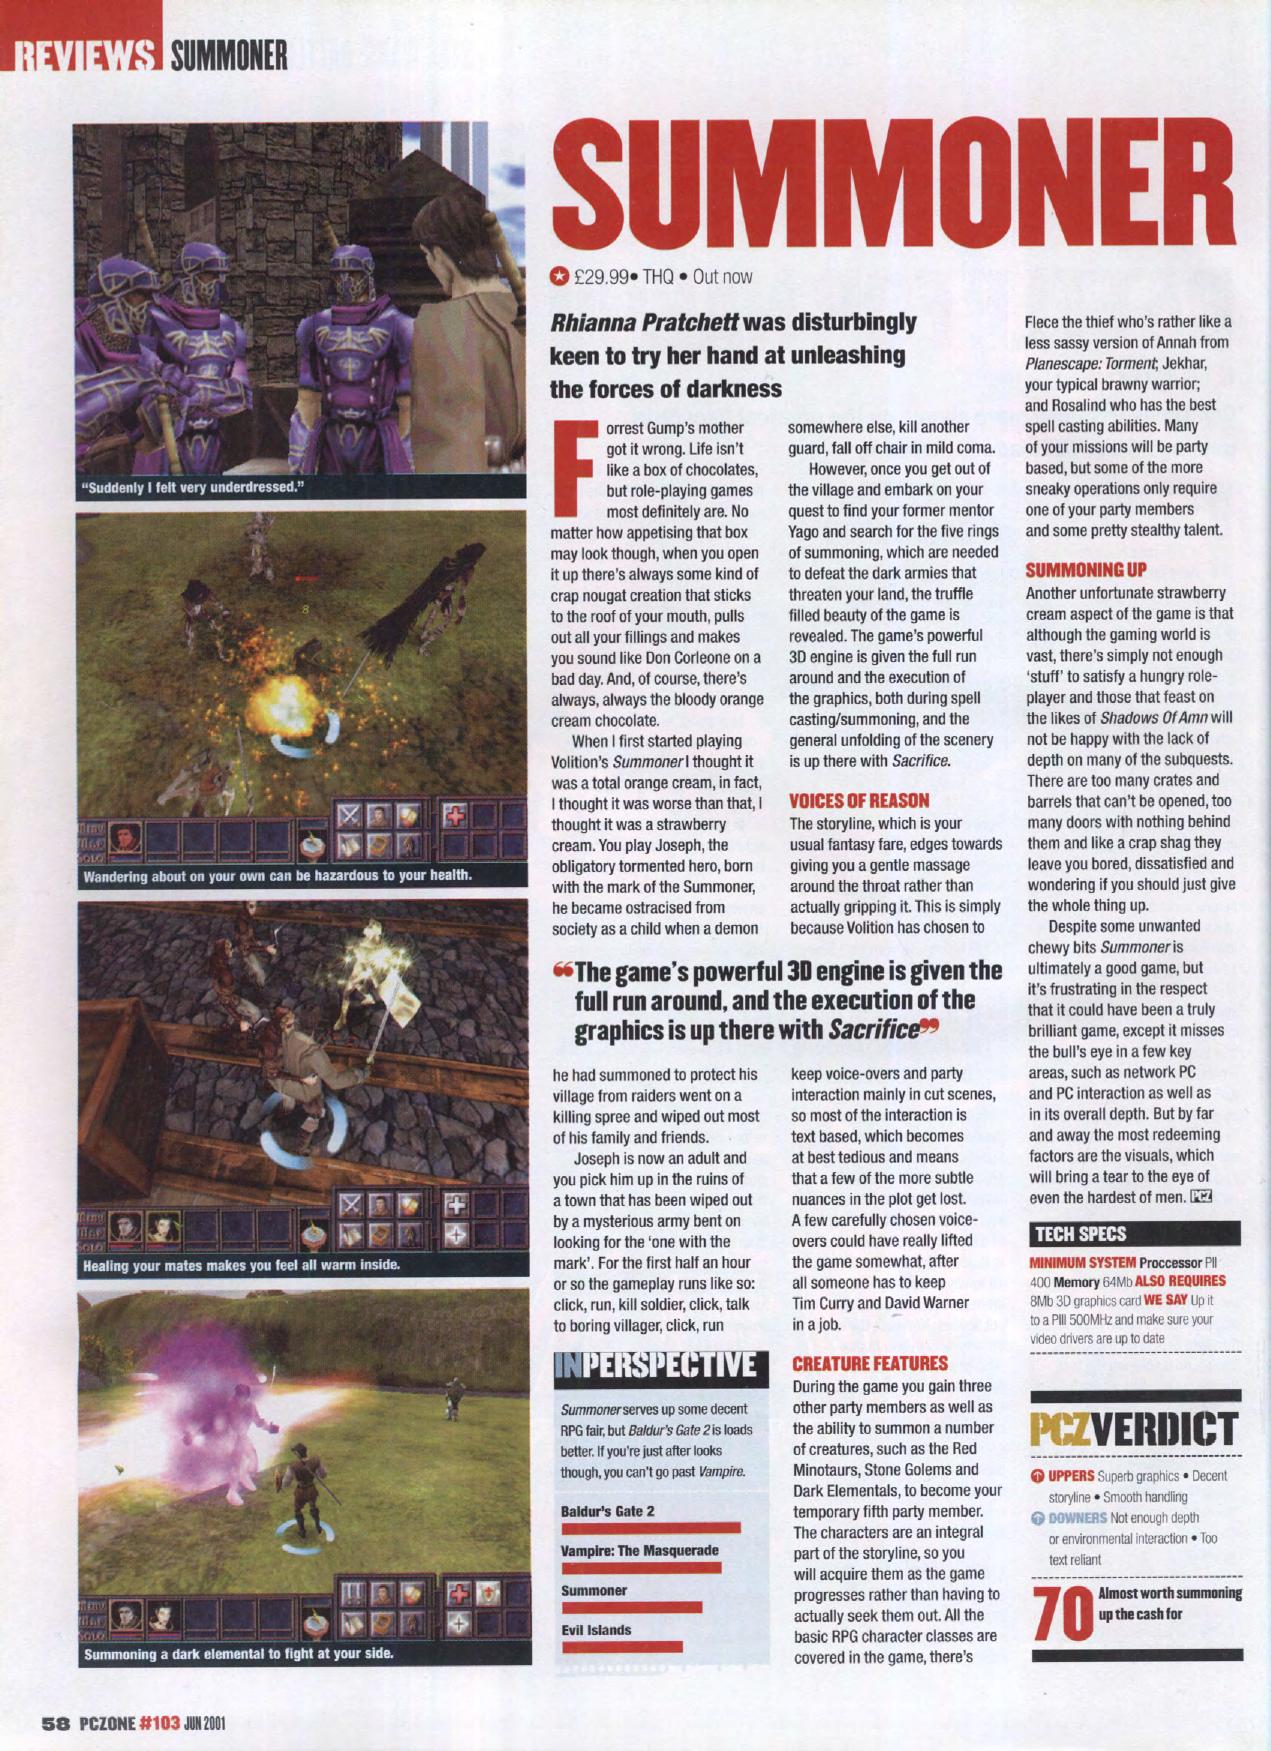 REVIEWS SUMMONER
SUMMONER
£29.99 • THQ • Out now
Rhianna Pratchett was disturbingly
keen to try her hand at unleashing
the forces of darkness
Forrest Gump's mother
got it wrong. Life isn't
like a box of chocolates,
but role-playing games
most definitely are. No
matter how appetising that box
may look though, when you open
it up there's always some kind of
crap nougat creation that sticks
to the roof of your mouth, pulls
out all your fillings and makes
you sound like Don Corleone on a
bad day. And, of course, there's
always, always the bloody orange
cream chocolate.
When I first started playing
Volition's Summoner I thought it
was a total orange cream, in fact,
I thought it was worse than that, I
thought it was a strawberry
cream. You play Joseph, the
obligatory tormented hero, born
with the mark of the Summoner,
he became ostracised from
society as a child when a demon
he had summoned to protect his
village from raiders went on a
killing spree and wiped out most
of his family and friends.
Joseph is now an adult and
you pick him up in the ruins of
a town that has been wiped out
by a mysterious army bent on
looking for the 'one with the
mark'. For the first half an hour
or so the gameplay runs like so:
click, run, kill soldier, click, talk
to boring villager, click, run
somewhere else, kill another
guard, fall off chair in mild coma.
However, once you get out of
the village and embark on your
quest to find your former mentor
Yago and search for the five rings
of summoning, which are needed
to defeat the dark armies that
threaten your land, the truffle
filled beauty of the game is
revealed. The game's powerful
3D engine is given the full run
around and the execution of
the graphics, both during spell
casting/summoning, and the
general unfolding of the scenery
is up there with Sacrifice.
VOICES OF REASON
The storyline, which is your
usual fantasy fare, edges towards
giving you a gentle massage
around the throat rather than
actually gripping it. This is simply
because Volition has chosen to
keep voice-overs and party
interaction mainly in cut scenes,
so most of the interaction is
text based, which becomes
at best tedious and means
that a few of the more subtle
nuances in the plot get lost.
A few carefully chosen voice-
overs could have really lifted
the game somewhat, after
all someone has to keep
Tim Curry and David Warner
in a job.
CREATURE FEATURES
During the game you gain three
other party members as well as
the ability to summon a number
of creatures, such as the Red
Minotaurs, Stone Golems and
Dark Elementals, to become your
temporary fifth party member.
The characters are an integral
part of the storyline, so you
will acquire them as the game
progresses rather than having to
actually seek them out. All the
basic RPG character classes are
covered in the game, there's
Flece the thief who's rather like a
less sassy version of Annah from
Planescape: Torment; Jekhar,
your typical brawny warrior;
and Rosalind who has the best
spell casting abilities. Many
of your missions will be party
based, but some of the more
sneaky operations only require
one of your party members
and some pretty stealthy talent.
SUMMONING UP
Another unfortunate strawberry
cream aspect of the game is that
although the gaming world is
vast, there's simply not enough
'stuff' to satisfy a hungry role-
player and those that feast on
the likes of Shadows Of Amn will
not be happy with the lack of
depth on many of the subquests.
There are too many crates and
barrels that can't be opened, too
many doors with nothing behind
them and like a crap shag they
leave you bored, dissatisfied and
wondering if you should just give
the whole thing up.
Despite some unwanted
chewy bits Summoner is
ultimately a good game, but
it's frustrating in the respect
that it could have been a truly
brilliant game, except it misses
the bull's eye in a few key
areas, such as network PC
and PC interaction as well as
in its overall depth. But by far
and away the most redeeming
factors are the visuals, which
will bring a tear to the eye of
even the hardest of men. PCZ
"The game's powerful 3D engine is given the
full run around, and the execution of the
graphics is up there with Sacrifice"
"Suddenly I felt very underdressed."
8
Wandering about on your own can be hazardous to your health.
Healing your mates makes you feel all warm inside.
Summoning a dark elemental to fight at your side.
INPERSPECTIVE
Summoner serves up some decent
RPG fair, but Baldur's Gate 2 is loads
better. If you're just after looks
though, you can't go past Vampire.
Baldur's Gate 2
Vampire: The Masquerade
Summoner
Evil Islands
TECH SPECS
MINIMUM SYSTEM Proccessor PII
400 Memory 64Mb ALSO REQUIRES
8Mb 3D graphics card WE SAY Up it
to a PIII 500MHz and make sure your
video drivers are up to date
PCZVERDICT
UPPERS Superb graphics • Decent
storyline • Smooth handling
DOWNERS Not enough depth
or environmental interaction • Too
text reliant
70 Almost worth summoning
up the cash for
58 PCZONE #103 JUN 2001